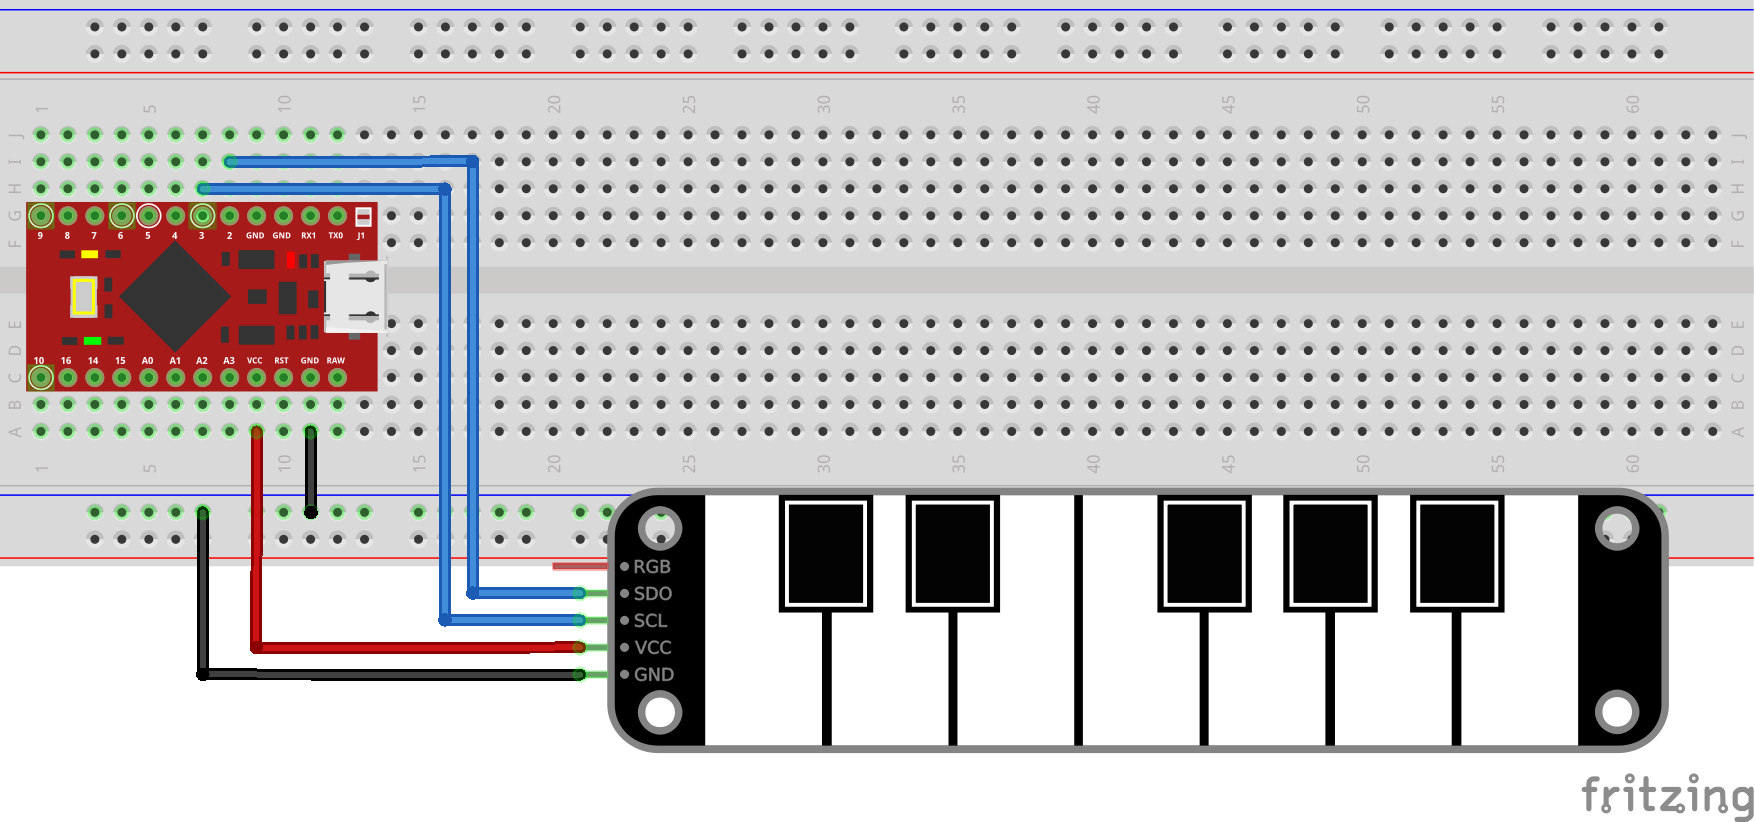 1 5 10 15 20 25 30 35 40 45 50 55 60
J J
I I
H H
G G
F F
9 8 7 6 5 4 3 2 GND GND RX1 TX0 J1
E E
D D
10 16 14 15 A0 A1 A2 A3 VCC RST GND RAW
C C
B B
A A
1 5 10 15 20 25 30 35 40 45 50 55 60
RGB
SDO
SCL
VCC
GND
fritzing